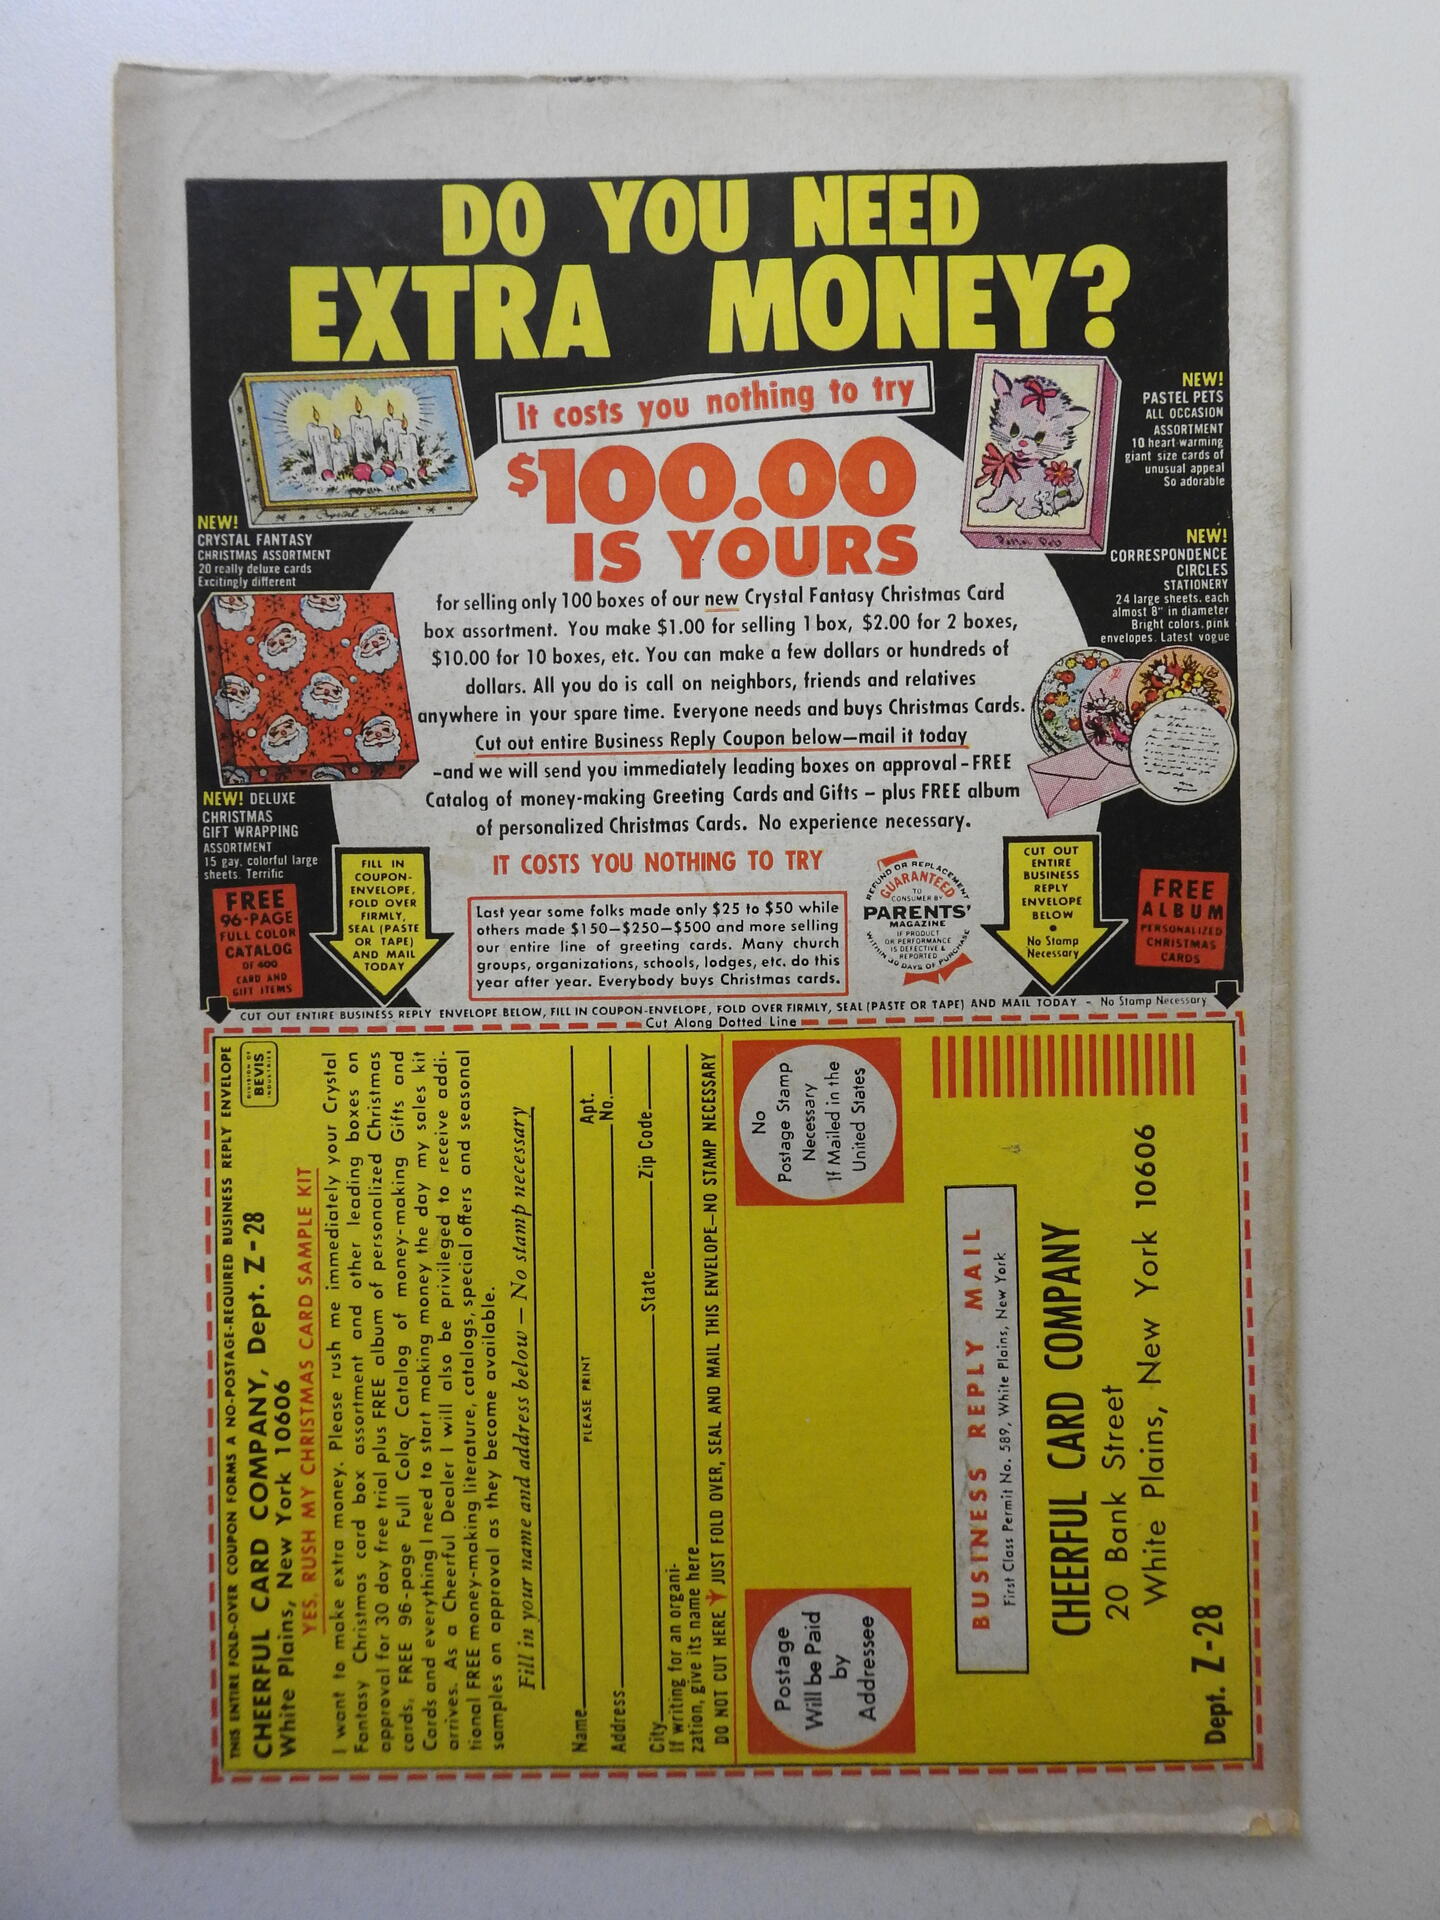 DO YOU NEED
EXTRA MONEY?
It costs you nothing to try
$100.00
IS YOURS
Crystal Fantasy
NEW!
CRYSTAL FANTASY
CHRISTMAS ASSORTMENT
20 really deluxe cards
Excitingly different
NEW!
PASTEL PETS
ALL OCCASION
ASSORTMENT
10 heart-warming
giant size cards of
unusual appeal
So adorable
Pastel Pets
NEW!
CORRESPONDENCE
CIRCLES
STATIONERY
24 large sheets, each
almost 8" in diameter
Bright colors, pink
envelopes. Latest vogue
for selling only 100 boxes of our new Crystal Fantasy Christmas Card
box assortment. You make $1.00 for selling 1 box, $2.00 for 2 boxes,
$10.00 for 10 boxes, etc. You can make a few dollars or hundreds of
dollars. All you do is call on neighbors, friends and relatives
anywhere in your spare time. Everyone needs and buys Christmas Cards.
Cut out entire Business Reply Coupon below—mail it today
-and we will send you immediately leading boxes on approval - FREE
Catalog of money-making Greeting Cards and Gifts - plus FREE album
of personalized Christmas Cards. No experience necessary.
IT COSTS YOU NOTHING TO TRY
NEW! DELUXE
CHRISTMAS
GIFT WRAPPING
ASSORTMENT
15 gay, colorful large
sheets. Terrific
FREE
96-PAGE
FULL COLOR
CATALOG
OF 400
CARD AND
GIFT ITEMS
FILL IN
COUPON-
ENVELOPE,
FOLD OVER
FIRMLY,
SEAL (PASTE
OR TAPE)
AND MAIL
TODAY
Last year some folks made only $25 to $50 while
others made $150—$250—$500 and more selling
our entire line of greeting cards. Many church
groups, organizations, schools, lodges, etc. do this
year after year. Everybody buys Christmas cards.
REFUND OR REPLACEMENT
GUARANTEED
TO
CONSUMER BY
PARENTS'
MAGAZINE
IF PRODUCT
OR PERFORMANCE
IS DEFECTIVE &
REPORTED
WITHIN 30 DAYS OF PURCHASE
CUT OUT
ENTIRE
BUSINESS
REPLY
ENVELOPE
BELOW
•
No Stamp
Necessary
FREE
ALBUM
PERSONALIZED
CHRISTMAS
CARDS
CUT OUT ENTIRE BUSINESS REPLY ENVELOPE BELOW, FILL IN COUPON-ENVELOPE, FOLD OVER FIRMLY, SEAL (PASTE OR TAPE) AND MAIL TODAY - No Stamp Necessary
Cut Along Dotted Line
THIS ENTIRE FOLD-OVER COUPON FORMS A NO-POSTAGE-REQUIRED BUSINESS REPLY ENVELOPE
CHEERFUL CARD COMPANY, Dept. Z-28
White Plains, New York 10606
DIVISION OF
BEVIS
INDUSTRIES
YES, RUSH MY CHRISTMAS CARD SAMPLE KIT
I want to make extra money. Please rush me immediately your Crystal
Fantasy Christmas card box assortment and other leading boxes on
approval for 30 day free trial plus FREE album of personalized Christmas
cards, FREE 96-page Full Color Catalog of money-making Gifts and
Cards and everything I need to start making money the day my sales kit
arrives. As a Cheerful Dealer I will also be privileged to receive addi-
tional FREE money-making literature, catalogs, special offers and seasonal
samples on approval as they become available.
Fill in your name and address below — No stamp necessary
Name
PLEASE PRINT
Apt.
Address No.
City State Zip Code
If writing for an organi-
zation, give its name here
DO NOT CUT HERE JUST FOLD OVER, SEAL AND MAIL THIS ENVELOPE—NO STAMP NECESSARY
Postage
Will be Paid
by
Addressee
No
Postage Stamp
Necessary
If Mailed in the
United States
BUSINESS REPLY MAIL
First Class Permit No. 589, White Plains, New York
CHEERFUL CARD COMPANY
20 Bank Street
White Plains, New York 10606
Dept. Z-28